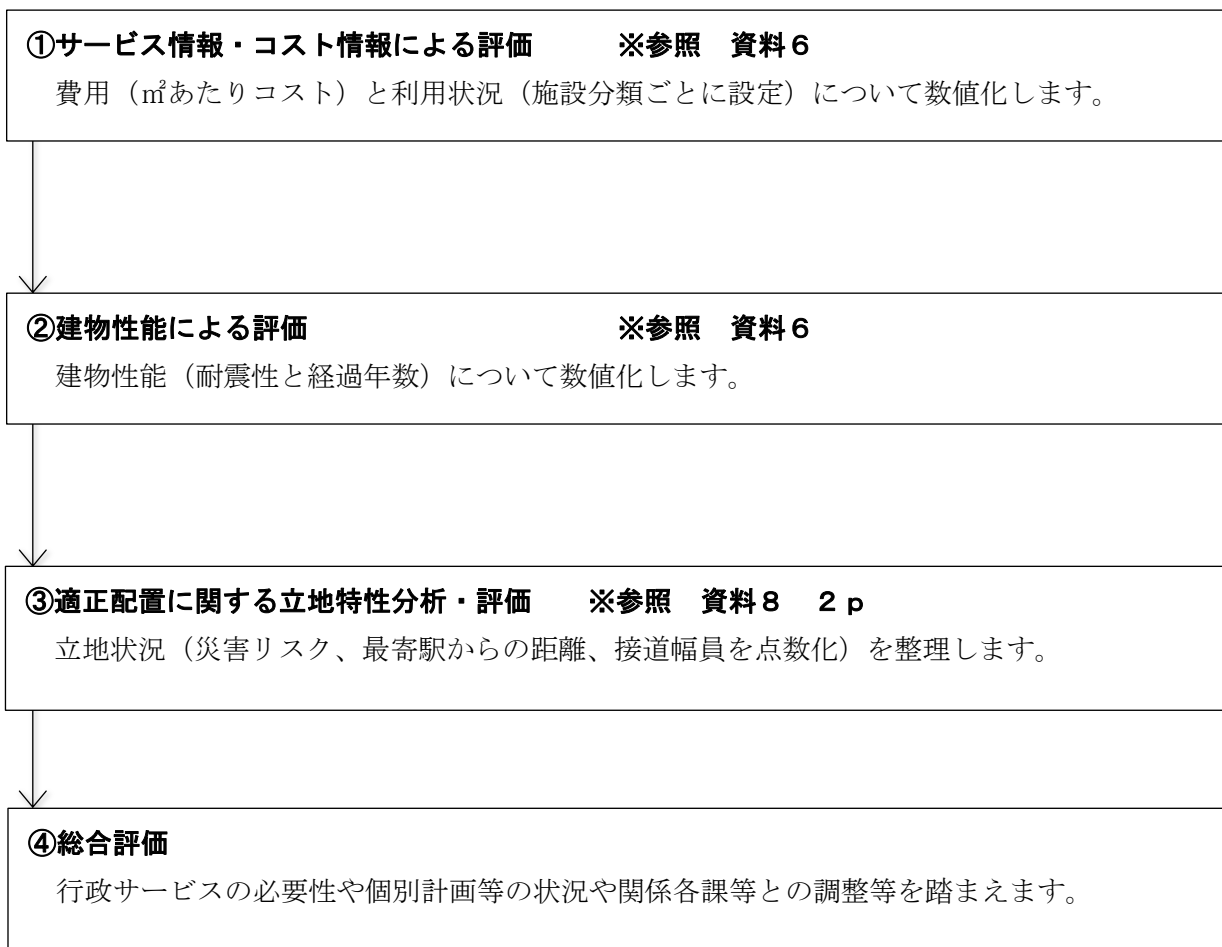 ①サービス情報・コスト情報による評価　　　※参照　資料６
費用（㎡あたりコスト）と利用状況（施設分類ごとに設定）について数値化します。
②建物性能による評価　　　　　　　　　　　※参照　資料６
建物性能（耐震性と経過年数）について数値化します。
③適正配置に関する立地特性分析・評価　　※参照　資料８　２ｐ
立地状況（災害リスク、最寄駅からの距離、接道幅員を点数化）を整理します。
④総合評価
行政サービスの必要性や個別計画等の状況や関係各課等との調整等を踏まえます。